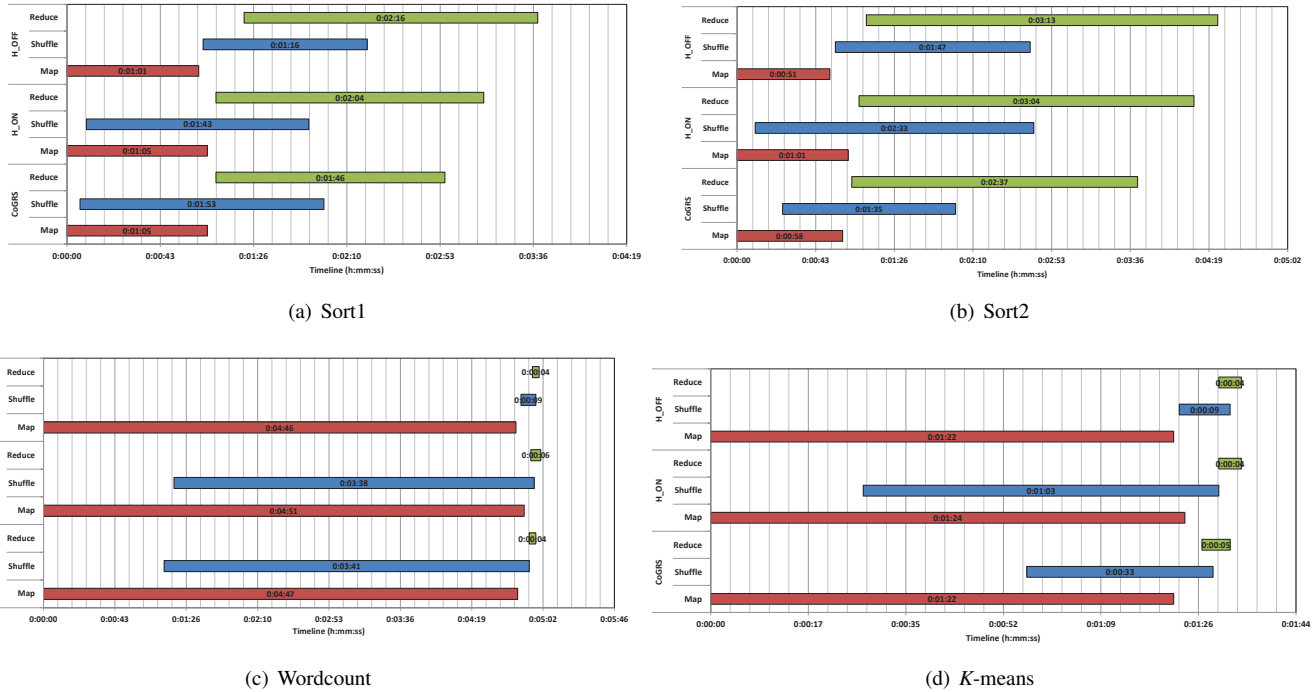 Reduce
0:02:16
H_OFF
Shuffle
0:01:16
Map
0:01:01
Reduce
0:02:04
H_ON
Shuffle
0:01:43
Map
0:01:05
Reduce
0:01:46
CoGRS
Shuffle
0:01:53
Map
0:01:05
0:00:00 0:00:43 0:01:26 0:02:10 0:02:53 0:03:36 0:04:19
Timeline (h:mm:ss)
(a) Sort1
Reduce
0:03:13
H_OFF
Shuffle
0:01:47
Map
0:00:51
Reduce
0:03:04
H_ON
Shuffle
0:02:33
Map
0:01:01
Reduce
0:02:37
CoGRS
Shuffle
0:01:35
Map
0:00:58
0:00:00 0:00:43 0:01:26 0:02:10 0:02:53 0:03:36 0:04:19 0:05:02
Timeline (h:mm:ss)
(b) Sort2
Reduce
0:00:04
Shuffle
0:00:09
Map
0:04:46
Reduce
0:00:06
Shuffle
0:03:38
Map
0:04:51
Reduce
0:00:04
Shuffle
0:03:41
Map
0:04:47
0:00:00 0:00:43 0:01:26 0:02:10 0:02:53 0:03:36 0:04:19 0:05:02 0:05:46
Timeline (h:mm:ss)
(c) Wordcount
Reduce
0:00:04
H_OFF
Shuffle
0:00:09
Map
0:01:22
Reduce
0:00:04
H_ON
Shuffle
0:01:03
Map
0:01:24
Reduce
0:00:05
CoGRS
Shuffle
0:00:33
Map
0:01:22
0:00:00 0:00:17 0:00:35 0:00:52 0:01:09 0:01:26 0:01:44
Timeline (h:mm:ss)
(d) K-means